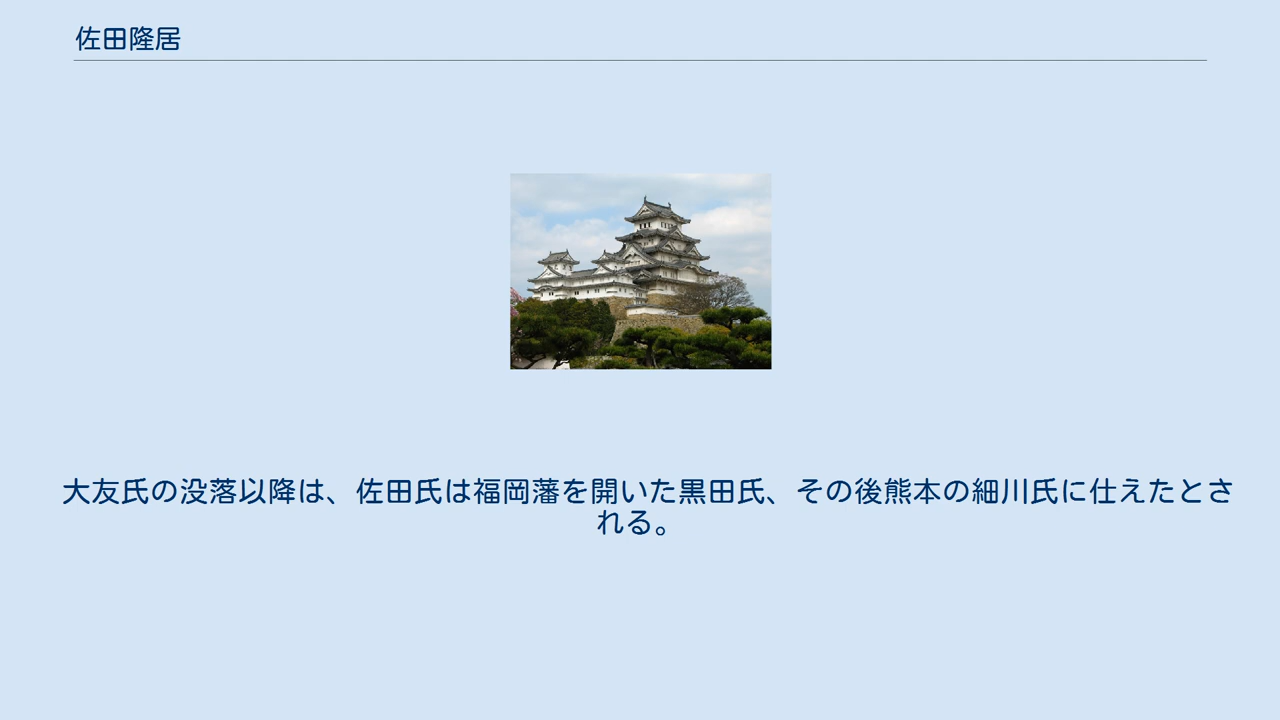 佐田隆居
大友氏の没落以降は、佐田氏は福岡藩を開いた黒田氏、その後熊本の細川氏に仕えたとさ
れる。